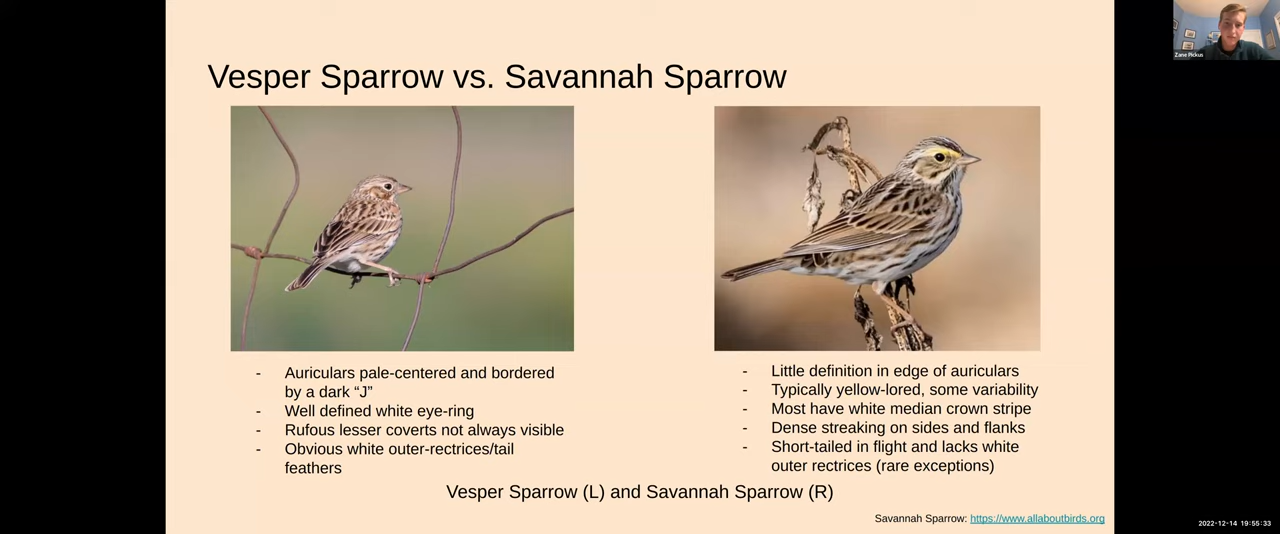 Zane Pickus
Vesper Sparrow vs. Savannah Sparrow
- Auriculars pale-centered and bordered
by a dark “J”
- Well defined white eye-ring
- Rufous lesser coverts not always visible
- Obvious white outer-rectrices/tail
feathers
- Little definition in edge of auriculars
- Typically yellow-lored, some variability
- Most have white median crown stripe
- Dense streaking on sides and flanks
- Short-tailed in flight and lacks white
outer rectrices (rare exceptions)
Vesper Sparrow (L) and Savannah Sparrow (R)
Savannah Sparrow: https://www.allaboutbirds.org
2022-12-14 19:55:33